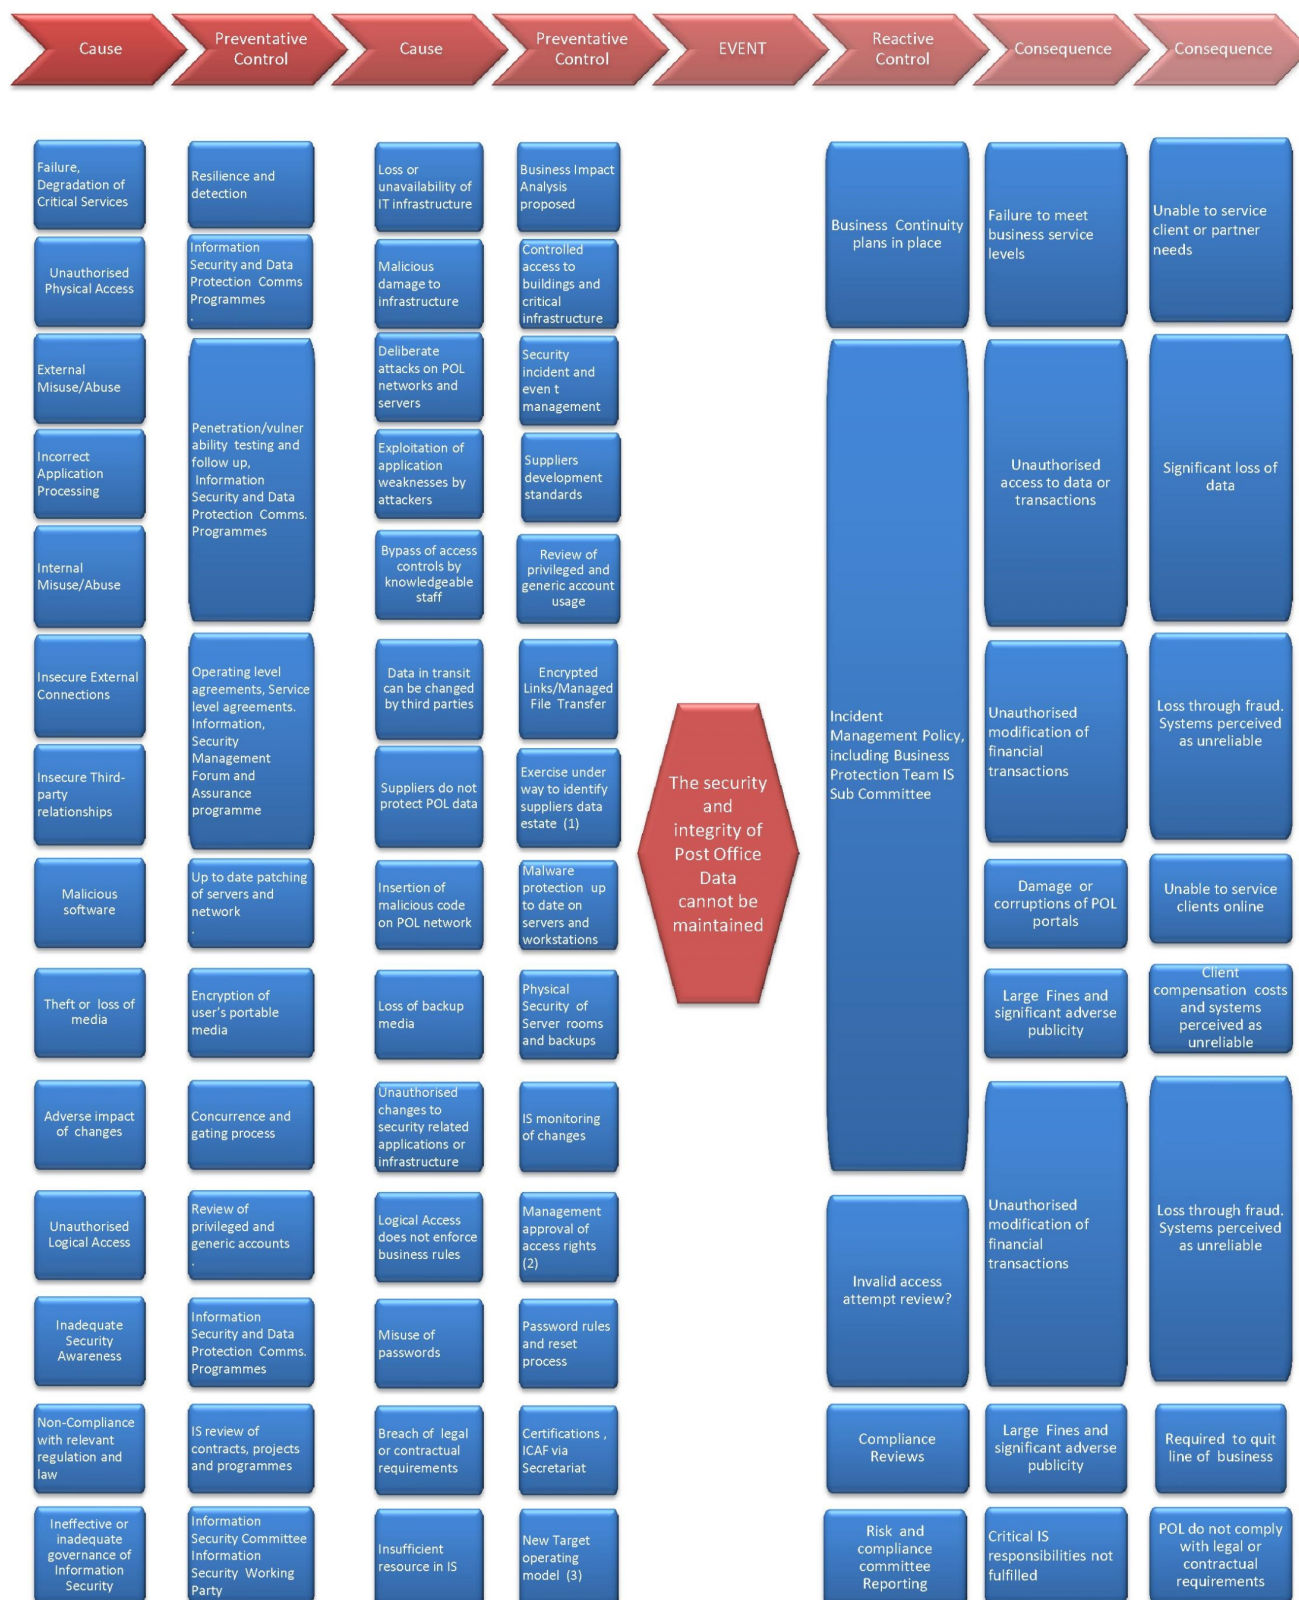 Cause
Preventative
Control
Cause
Preventative
Control
EVENT
Reactive
Control
Consequence
Consequence
Failure,
Degradation of
Critical Services
Resilience and
detection
Loss or
unavailability of
IT infrastructure
Business Impact
Analysis
proposed
Business Continuity
plans in place
Failure to meet
business service
levels
Unable to service
client or partner
needs
Unauthorised
Physical Access
Information
Security and Data
Protection Comms
Programmes
.
Malicious
damage to
infrastructure
Controlled
access to
buildings and
critical
infrastructure
External
Misuse/Abuse
Penetration/vulner
ability testing and
follow up,
Information
Security and Data
Protection Comms.
Programmes
Deliberate
attacks on POL
networks and
servers
Security
incident and
even t
management
Incorrect
Application
Processing
Exploitation of
application
weaknesses by
attackers
Suppliers
development
standards
Unauthorised
access to data or
transactions
Significant loss of
data
Internal
Misuse/Abuse
Bypass of access
controls by
knowledgeable
staff
Review of
privileged and
generic account
usage
Insecure External
Connections
Operating level
agreements, Service
level agreements.
Information,
Security
Management
Forum and
Assurance
programme
Data in transit
can be changed
by third parties
Encrypted
Links/Managed
File Transfer
The security
and
integrity of
Post Office
Data
cannot be
maintained
Incident
Management Policy,
including Business
Protection Team IS
Sub Committee
Unauthorised
modification of
financial
transactions
Loss through fraud.
Systems perceived
as unreliable
Insecure Third-
party
relationships
Suppliers do not
protect POL data
Exercise under
way to identify
suppliers data
estate (1)
Malicious
software
Up to date patching
of servers and
network
.
Insertion of
malicious code
on POL network
Malware
protection up
to date on
servers and
workstations
Damage or
corruptions of POL
portals
Unable to service
clients online
Theft or loss of
media
Encryption of
user's portable
media
Loss of backup
media
Physical
Security of
Server rooms
and backups
Large Fines and
significant adverse
publicity
Client
compensation costs
and systems
perceived as
unreliable
Adverse impact
of changes
Concurrence and
gating process
Unauthorised
changes to
security related
applications or
infrastructure
IS monitoring
of changes
Unauthorised
Logical Access
Review of
privileged and
generic accounts
.
Logical Access
does not enforce
business rules
Management
approval of
access rights
(2)
Invalid access
attempt review?
Unauthorised
modification of
financial
transactions
Loss through fraud.
Systems perceived
as unreliable
Inadequate
Security
Awareness
Information
Security and Data
Protection Comms.
Programmes
Misuse of
passwords
Password rules
and reset
process
Non-Compliance
with relevant
regulation and
law
IS review of
contracts, projects
and programmes
Breach of legal
or contractual
requirements
Certifications ,
ICAF via
Secretariat
Compliance
Reviews
Large Fines and
significant adverse
publicity
Required to quit
line of business
Ineffective or
inadequate
governance of
Information
Security
Information
Security Committee
Information
Security Working
Party
Insufficient
resource in IS
New Target
operating
model (3)
Risk and
compliance
committee
Reporting
Critical IS
responsibilities not
fulfilled
POL do not comply
with legal or
contractual
requirements